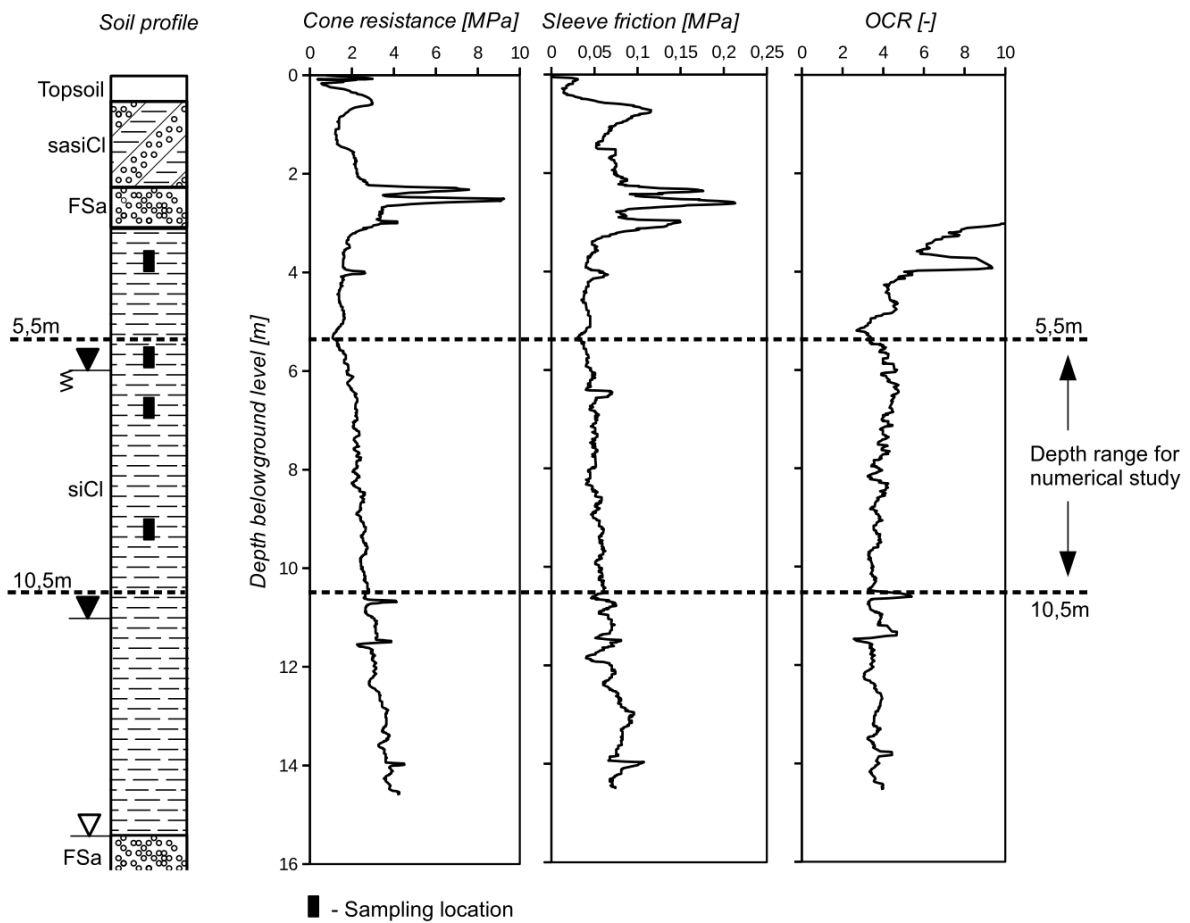 Soil profile
Cone resistance [MPa]
Sleeve friction [MPa]
OCR [-]
0 2 4 6 8 10
0 0,05 0,1 0,15 0,2 0,25
2 4 6 8 10
0
2
4
6
8
10
12
14
16
Depth belowground level [m]
Topsoil
sasiCl
FSa
5,5m
siCl
10,5m
FSa
5,5m
Depth range for
numerical study
10,5m
- Sampling location